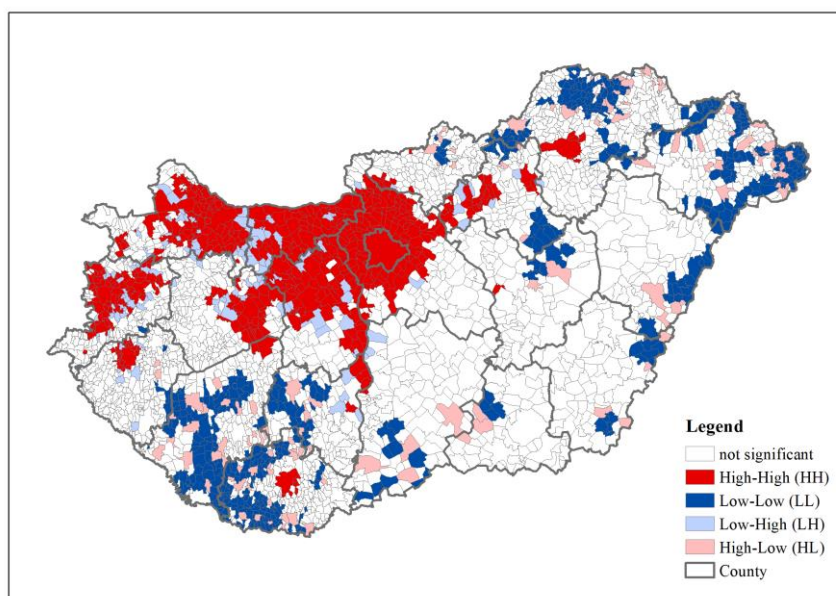 Legend
not significant
High-High (HH)
Low-Low (LL)
Low-High (LH)
High-Low (HL)
County